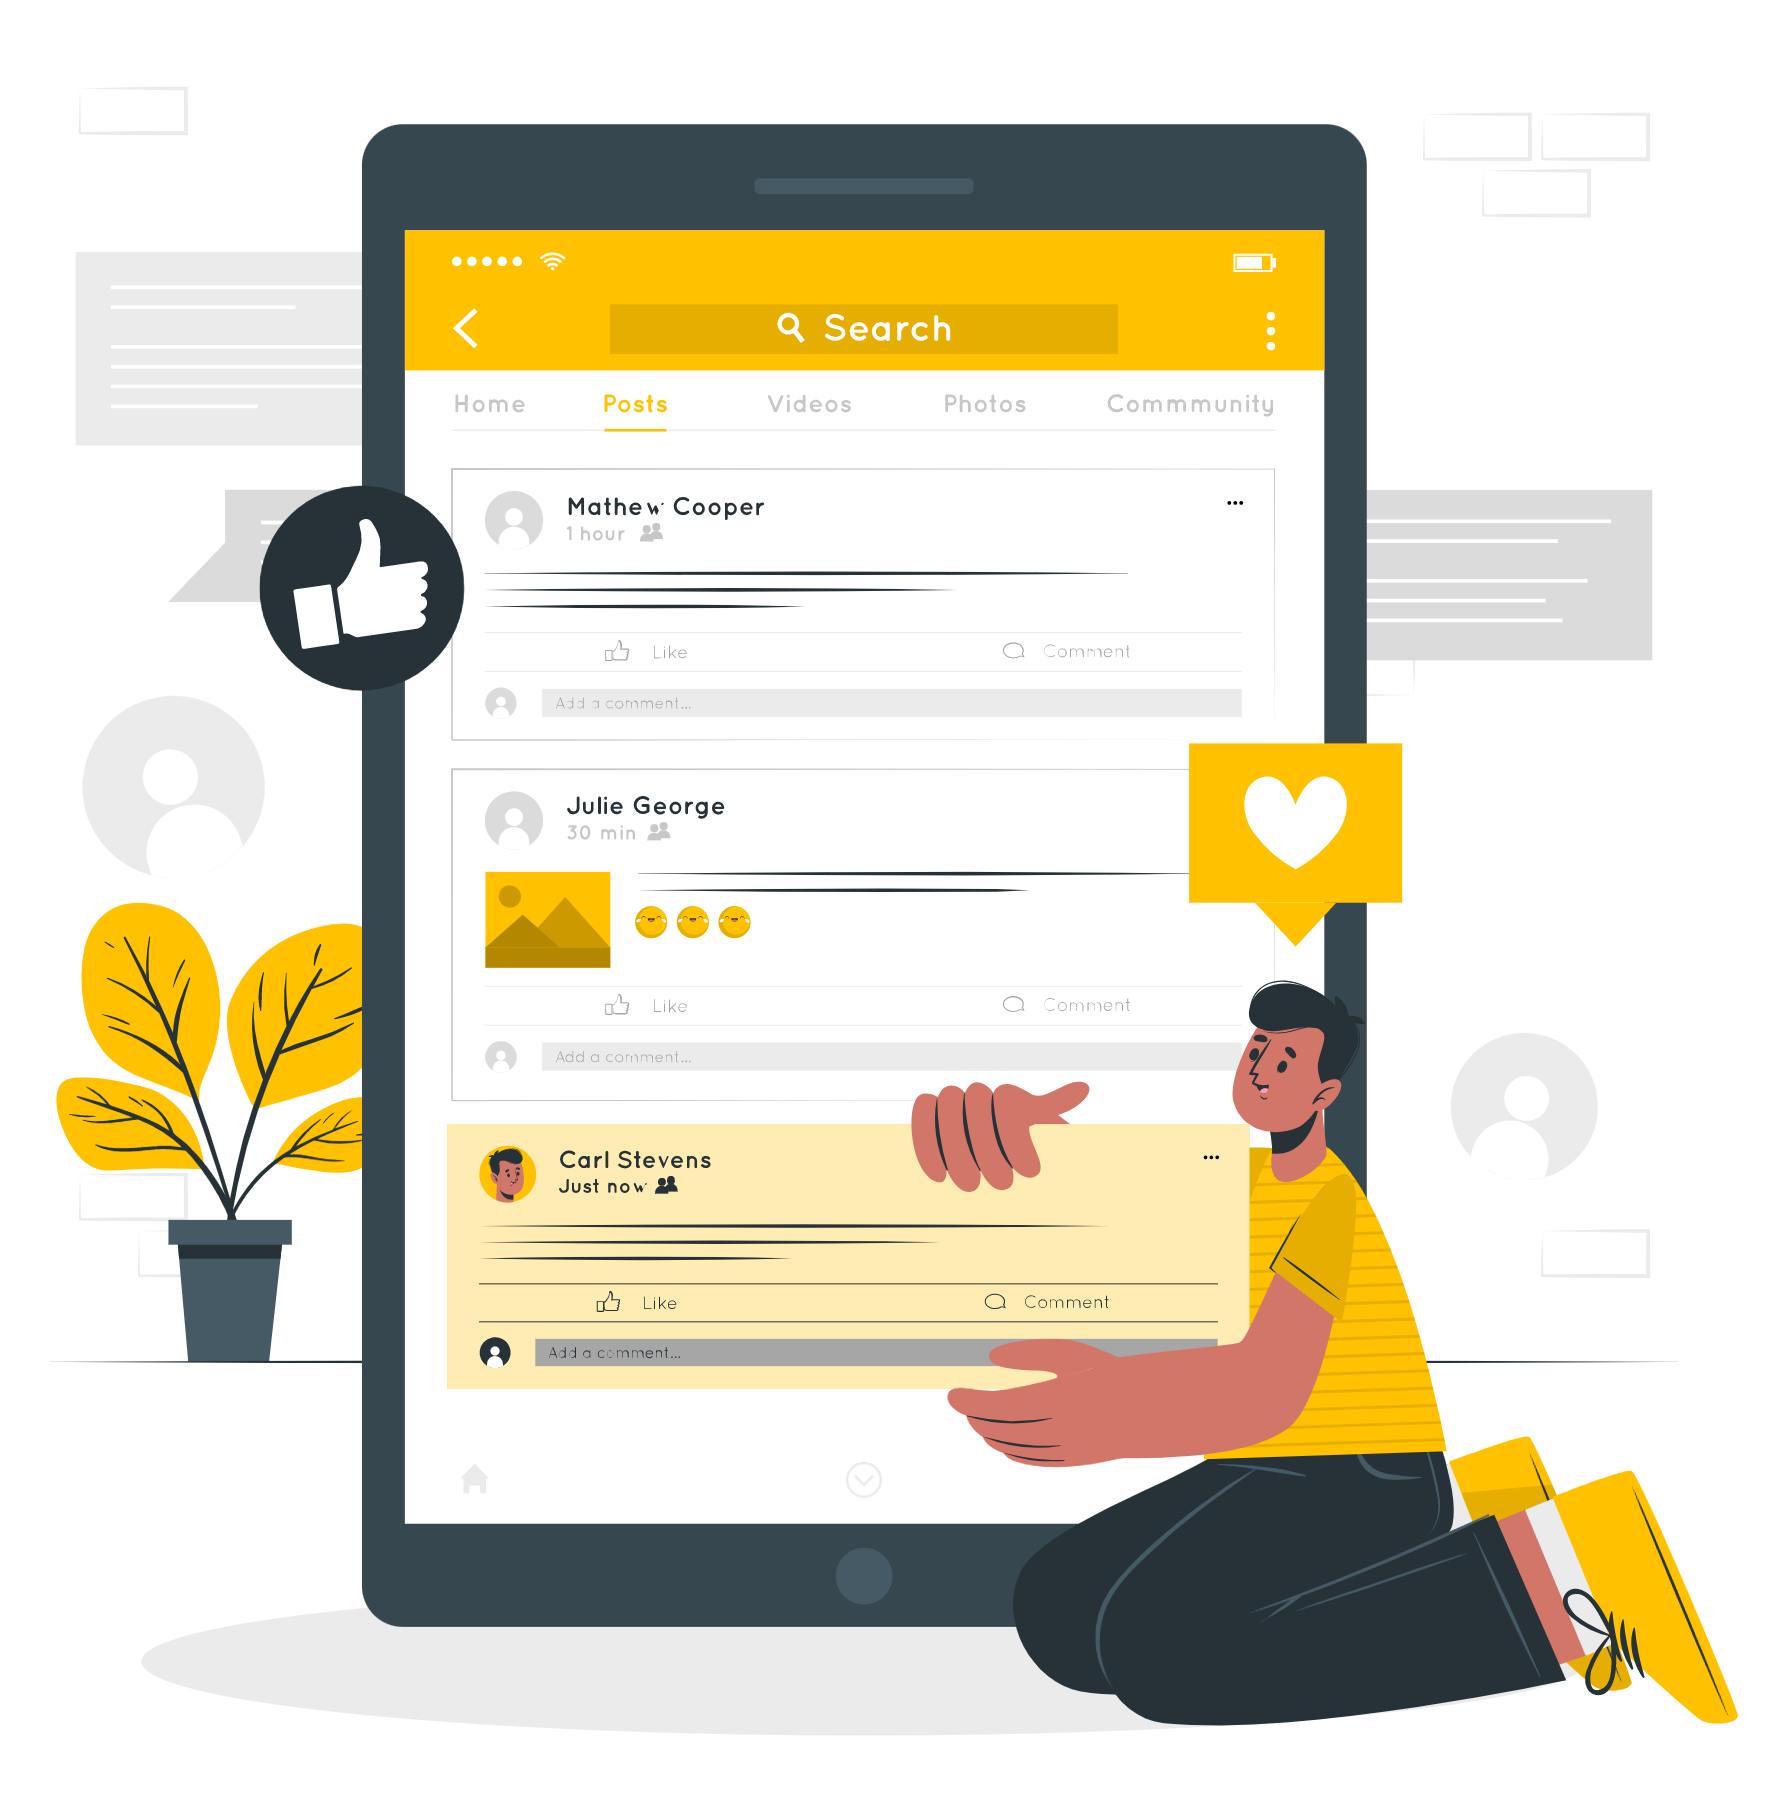 Search
Home Posts Videos Photos Commmunity
Mathew Cooper
1 hour
Like Comment
Add a comment...
Julie George
30 min
Like Comment
Add a comment...
Carl Stevens
Just now
Like Comment
Add a comment...